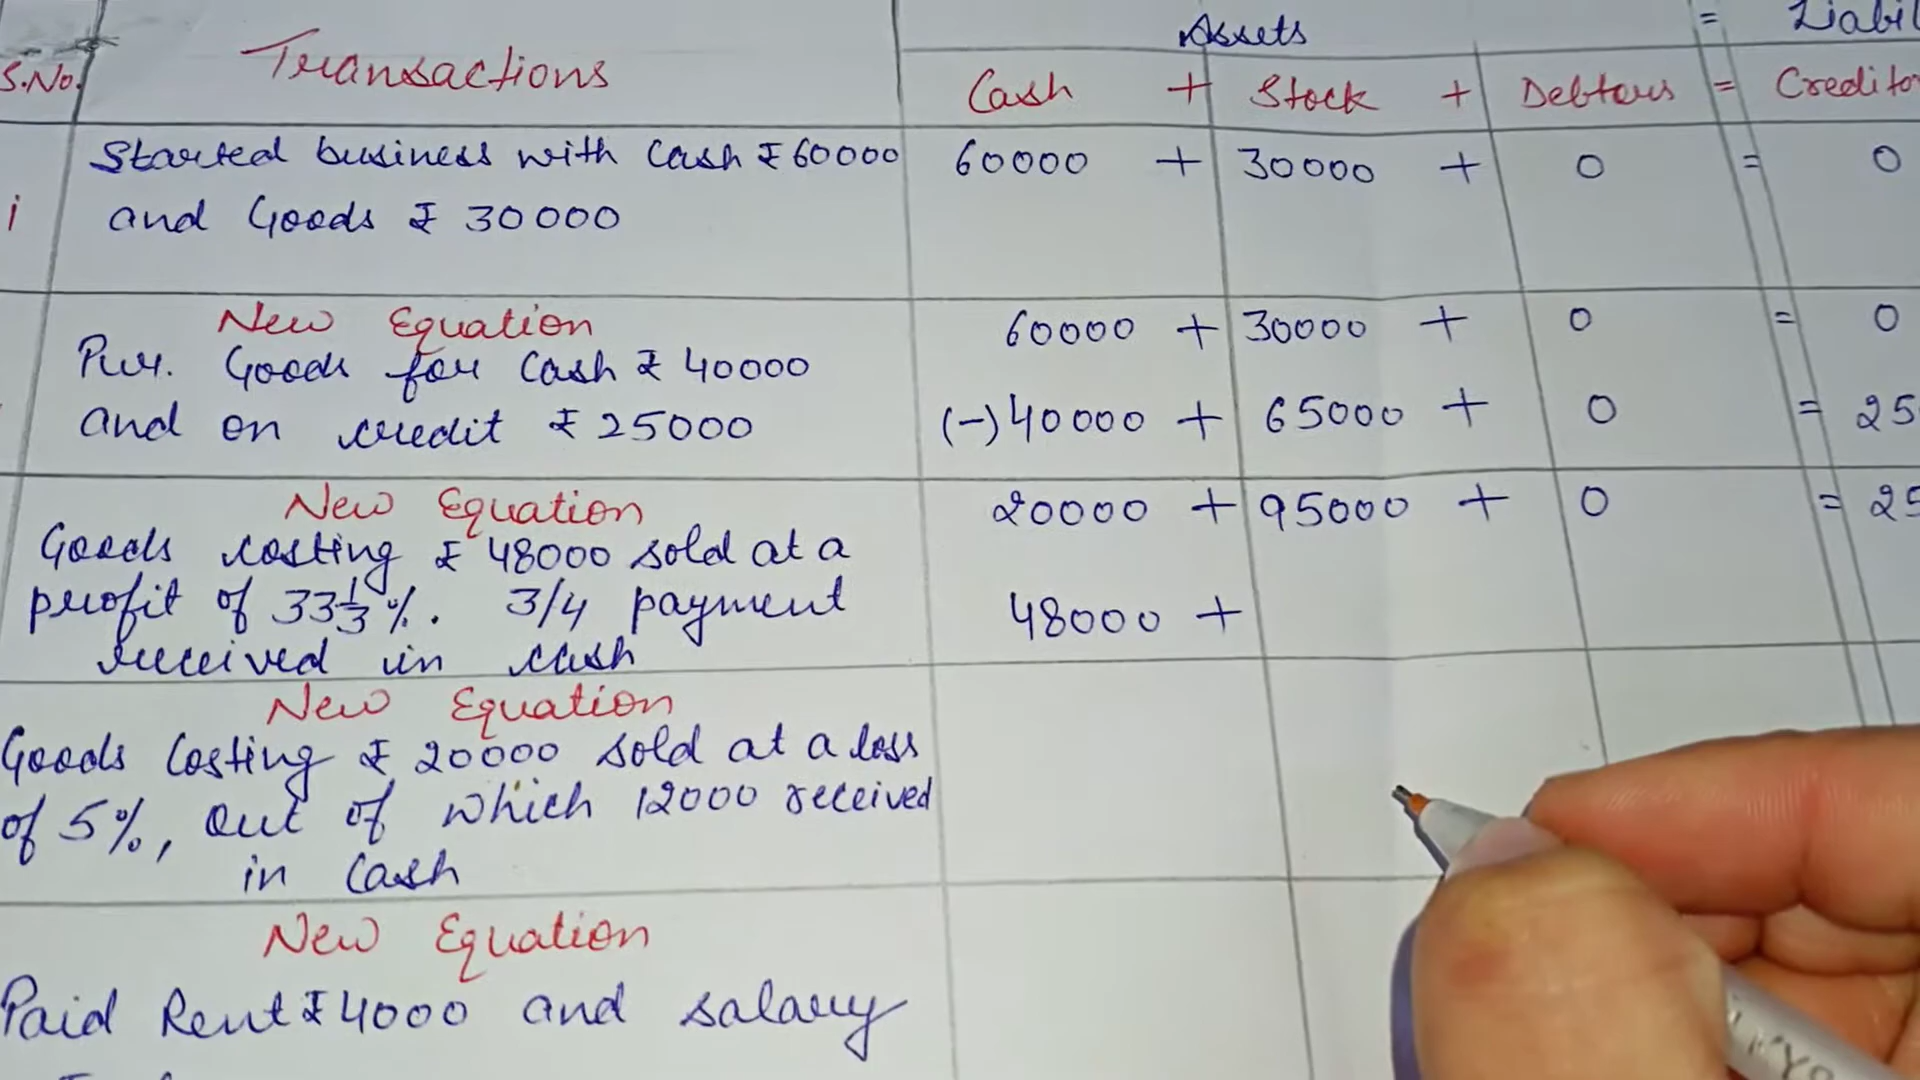 Assets = Liabil
S.No. Transactions Cash + Stock + Debtors = Creditor
Started business with Cash ₹ 60000 60000 + 30000 + 0 = 0
i and Goods ₹ 30000
New Equation 60000 + 30000 + 0 = 0
Pur. Goods for Cash ₹ 40000
and on credit ₹ 25000 (-) 40000 + 65000 + 0 = 25
New Equation 20000 + 95000 + 0 = 25
Goods costing ₹ 48000 sold at a
profit of 33 1/3 %. 3/4 payment 48000 +
received in cash
New Equation
Goods Costing ₹ 20000 sold at a loss
of 5%, out of which 12000 received
in Cash
New Equation
Paid Rent ₹ 4000 and salary